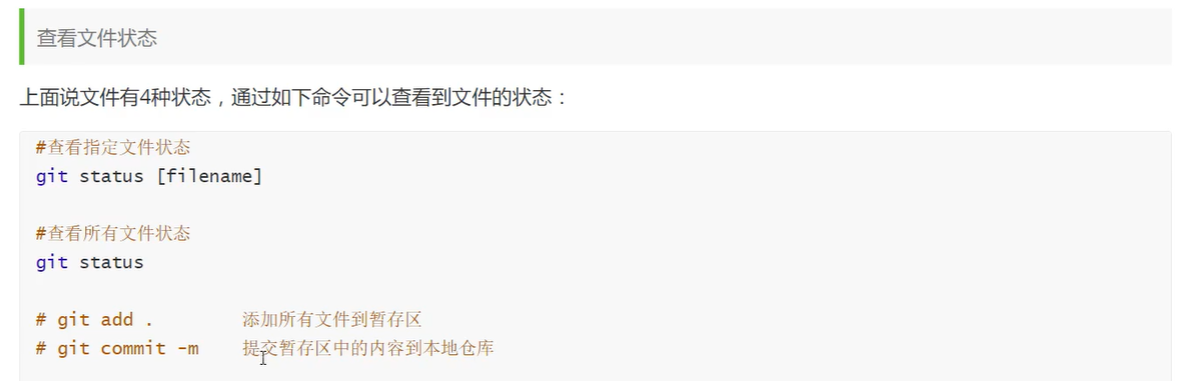 查看文件状态
上面说文件有4种状态，通过如下命令可以查看到文件的状态：
#查看指定文件状态
git status [filename]
#查看所有文件状态
git status
# git add .        添加所有文件到暂存区
# git commit -m    提交暂存区中的内容到本地仓库